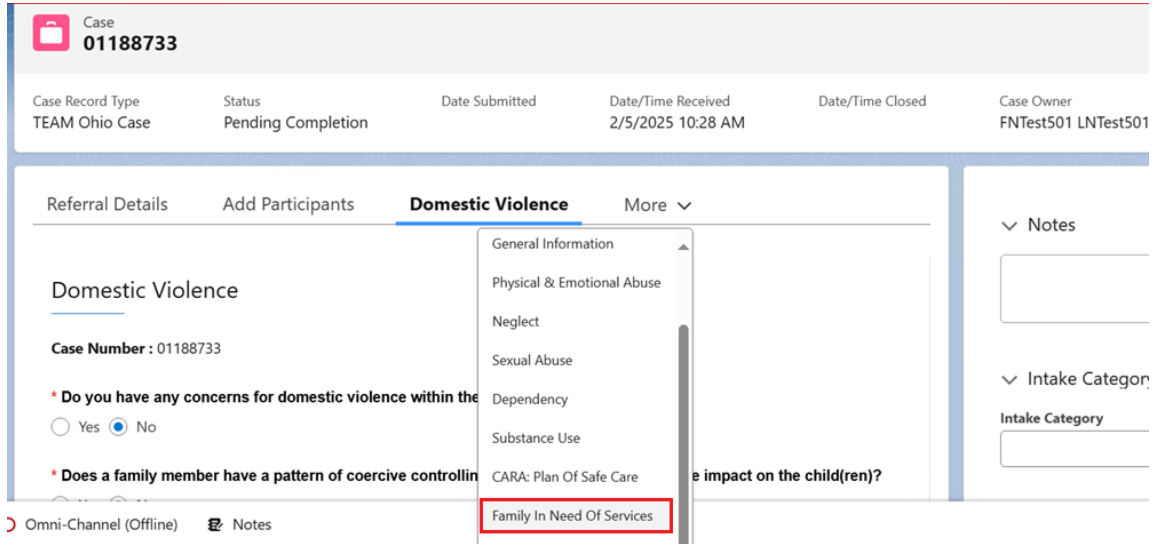 Case
01188733
Case Record Type
TEAM Ohio Case
Status
Pending Completion
Date Submitted
Date/Time Received
2/5/2025 10:28 AM
Date/Time Closed
Case Owner
FNTest501 LNTest501
Referral Details
Add Participants
Domestic Violence
More
General Information
Physical & Emotional Abuse
Neglect
Sexual Abuse
Dependency
Substance Use
CARA: Plan Of Safe Care
Family In Need Of Services
Domestic Violence
Case Number : 01188733
* Do you have any concerns for domestic violence within the
Yes No
* Does a family member have a pattern of coercive controllin
e impact on the child(ren)?
Notes
Intake Category
Intake Category
Omni-Channel (Offline)
Notes